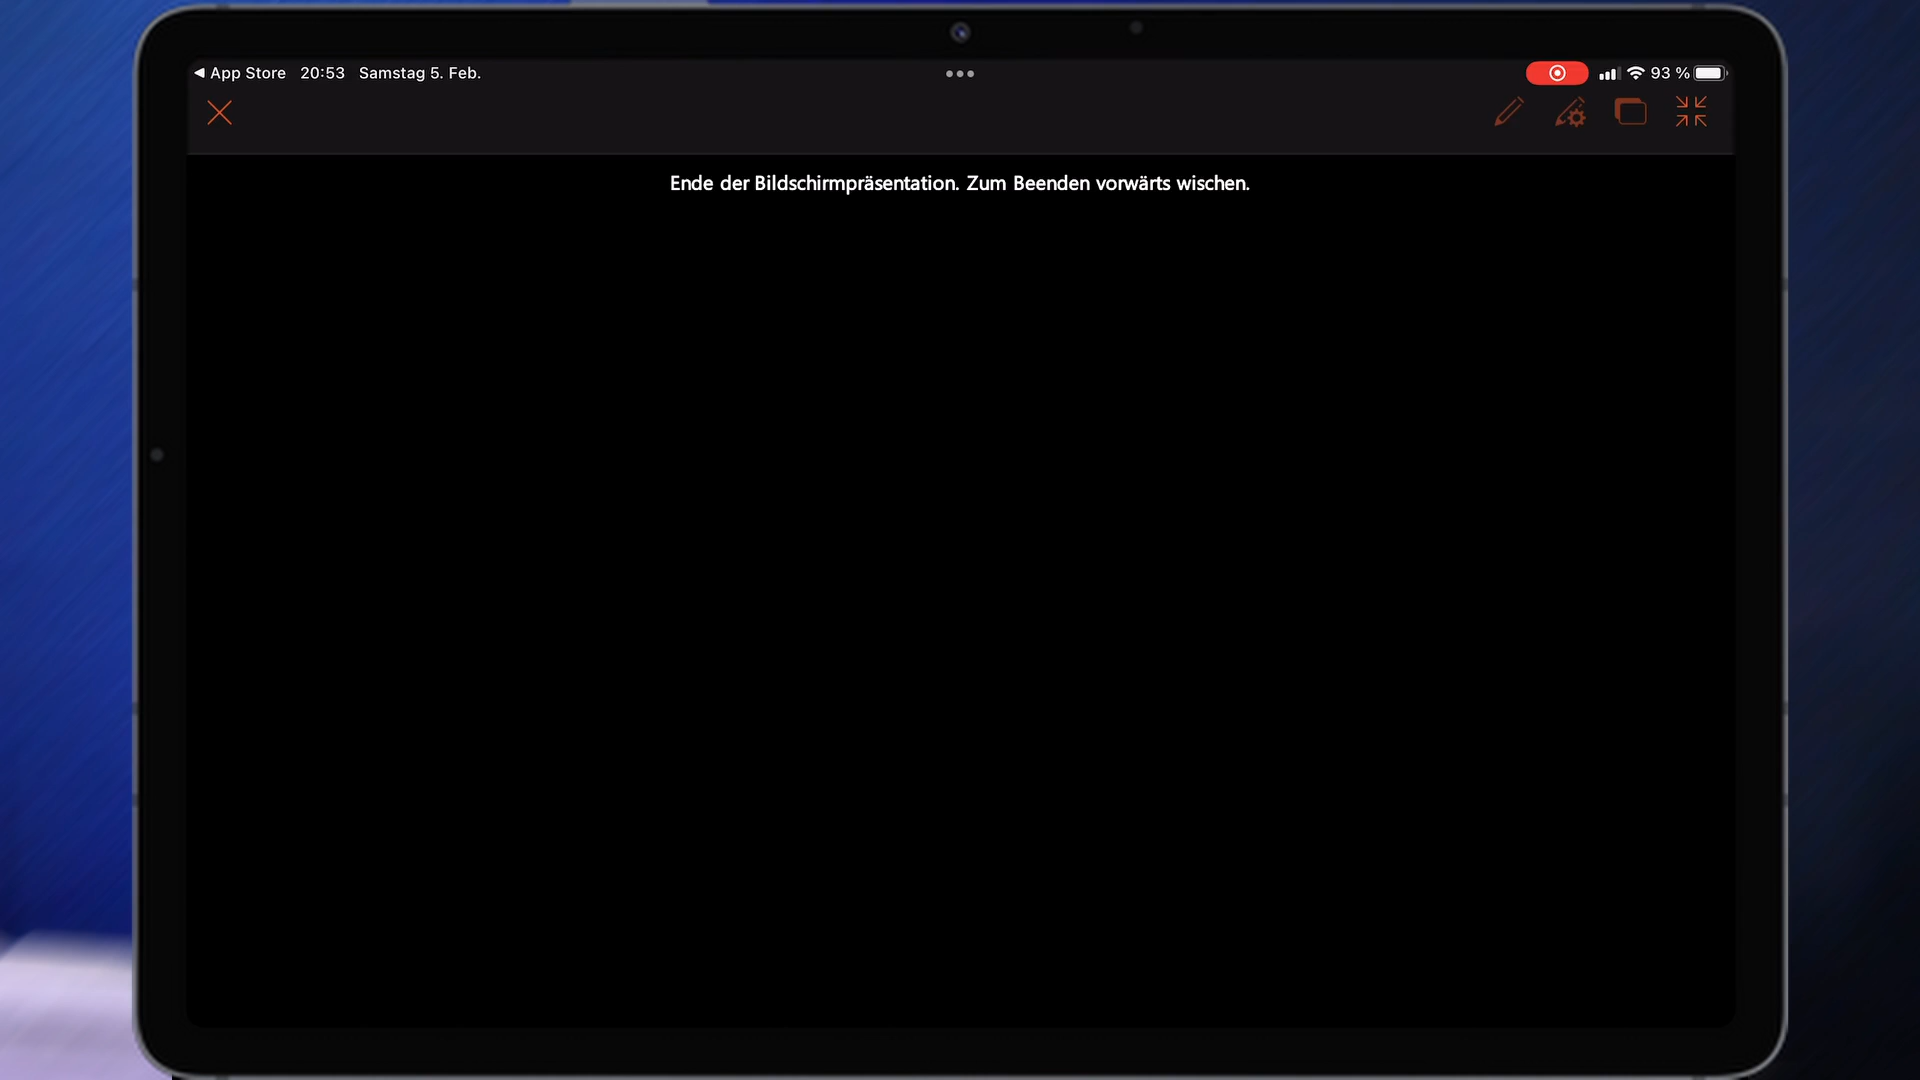 App Store 20:53 Samstag 5. Feb. 93 %
Ende der Bildschirmpräsentation. Zum Beenden vorwärts wischen.